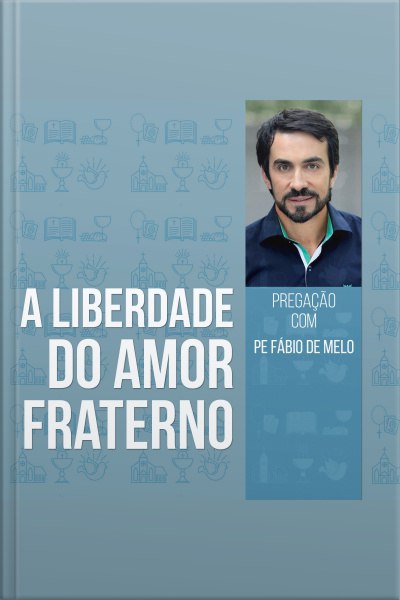 A LIBERDADE
DO AMOR
FRATERNO
PREGAÇÃO
COM
PE FÁBIO DE MELO